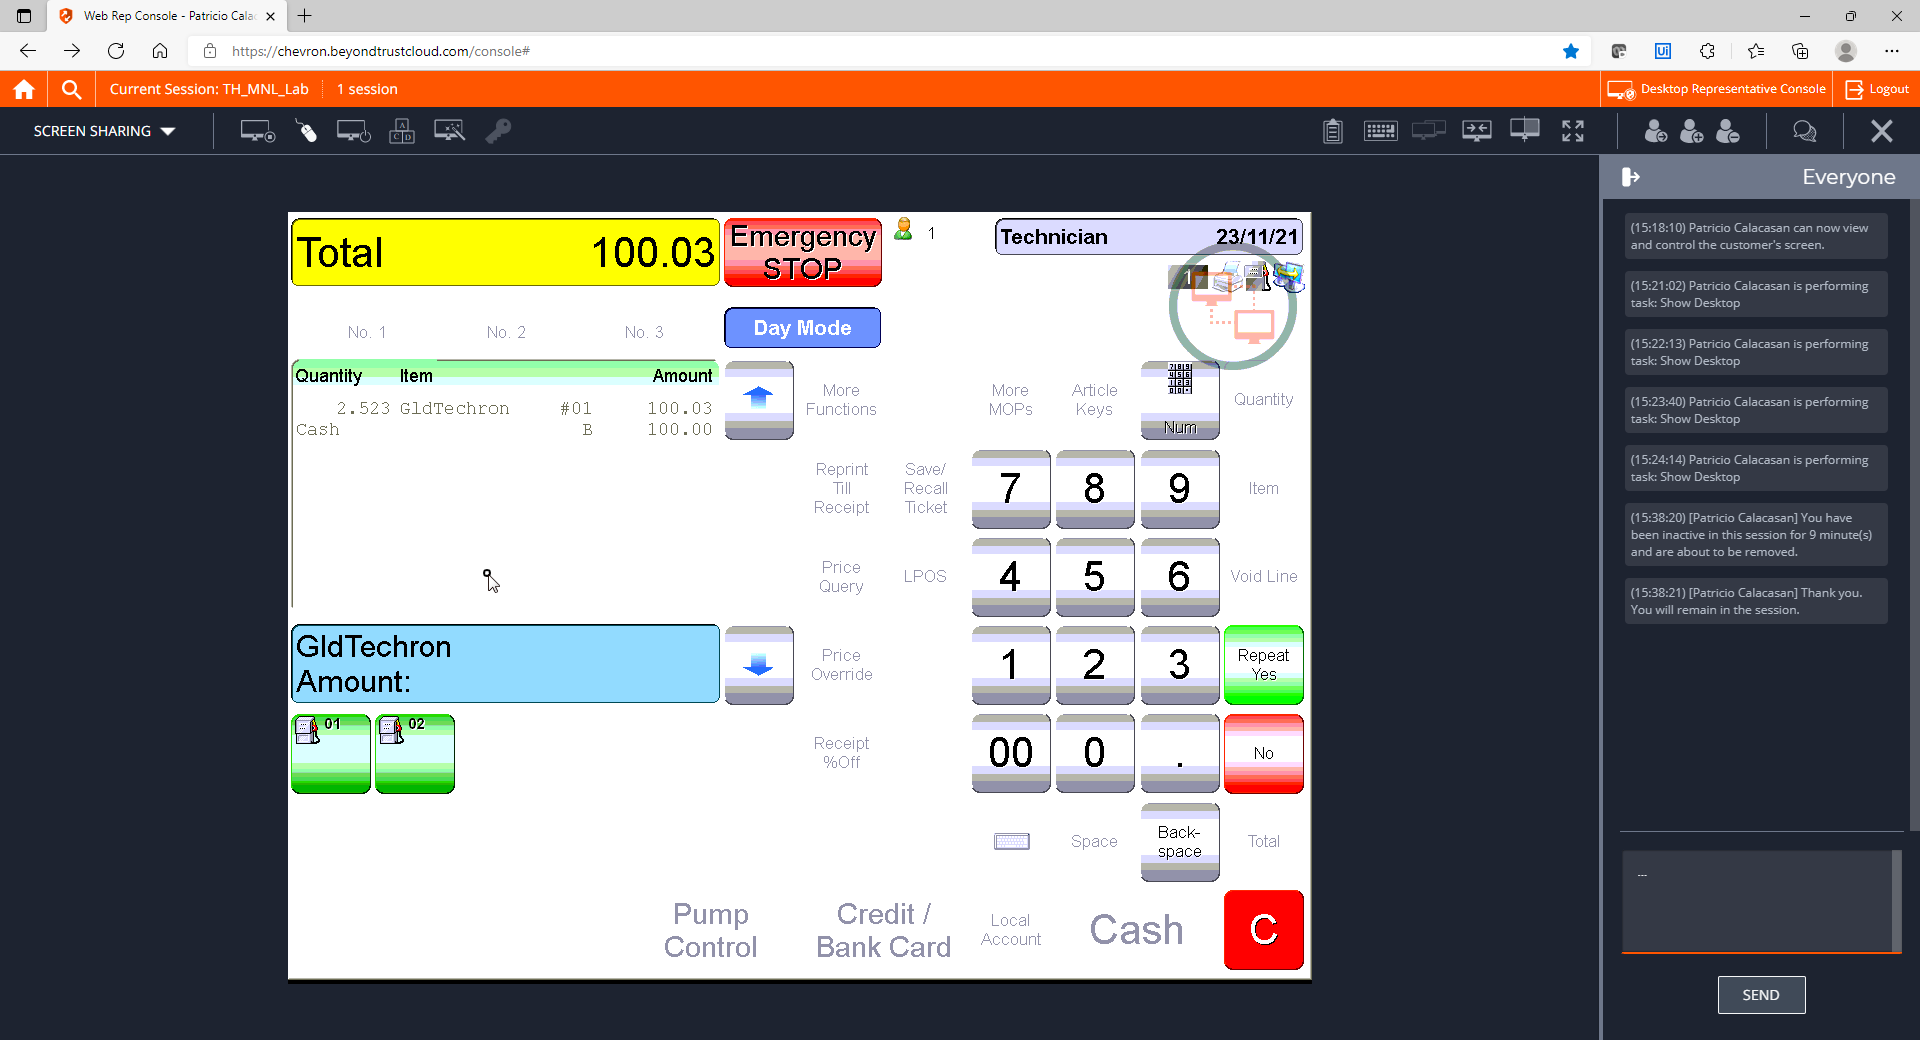 Web Rep Console - Patricio Cala
https://chevron.beyondtrustcloud.com/console#
Current Session: TH_MNL_Lab
1 session
Desktop Representative Console
Logout
SCREEN SHARING
Everyone
(15:18:10) Patricio Calacasan can now view
and control the customer's screen.
(15:21:02) Patricio Calacasan is performing
task: Show Desktop
(15:22:13) Patricio Calacasan is performing
task: Show Desktop
(15:23:40) Patricio Calacasan is performing
task: Show Desktop
(15:24:14) Patricio Calacasan is performing
task: Show Desktop
(15:38:20) [Patricio Calacasan] You have
been inactive in this session for 9 minute(s)
and are about to be removed.
(15:38:21) [Patricio Calacasan] Thank you.
You will remain in the session.
...
SEND
Total 100.03
Emergency
STOP
1
Technician 23/11/21
1
No. 1 No. 2 No. 3
Day Mode
Quantity Item Amount
2.523 GldTechron #01 100.03
Cash B 100.00
More
Functions
More
MOPs
Article
Keys
Num
Quantity
Reprint
Till
Receipt
Save/
Recall
Ticket
7 8 9
Item
Price
Query
LPOS
4 5 6
Void Line
GldTechron
Amount:
Price
Override
1 2 3
Repeat
Yes
01 02
Receipt
%Off
00 0 .
No
Space
Back-
space
Total
Pump
Control
Credit /
Bank Card
Local
Account
Cash
C